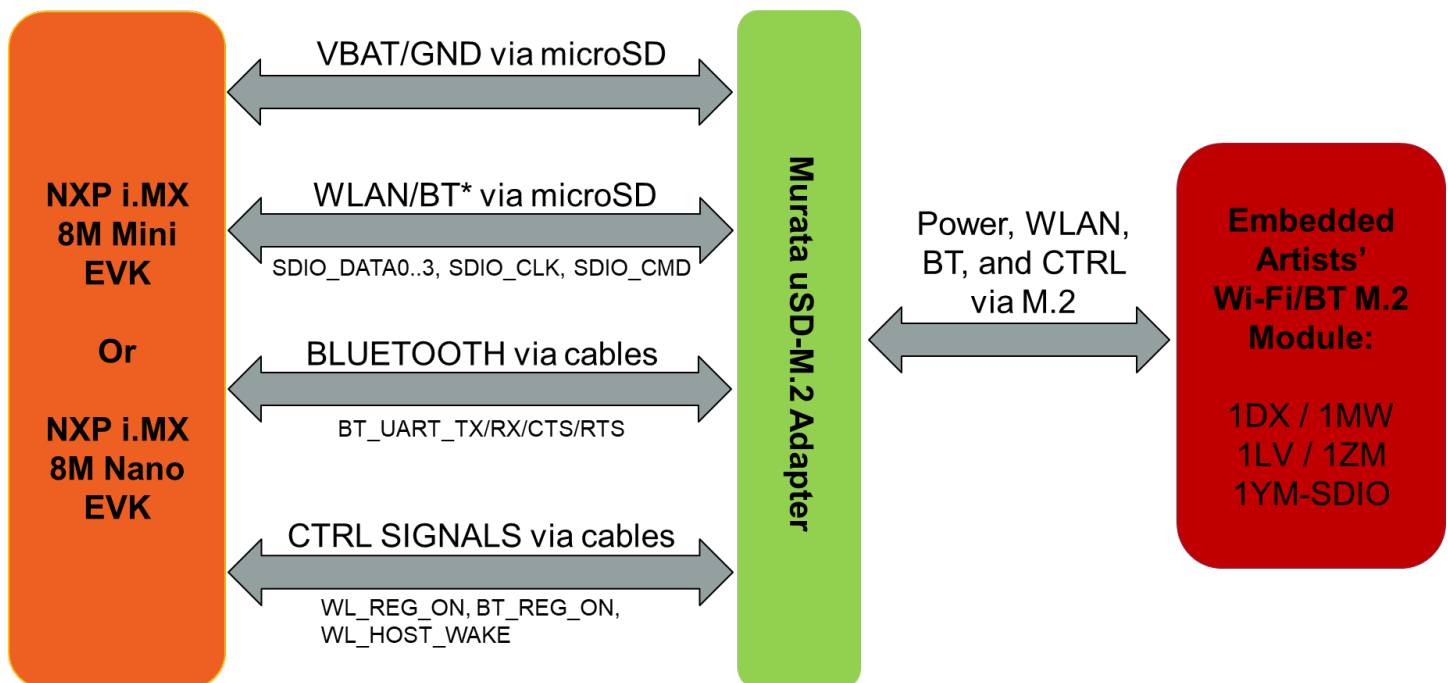 NXP i.MX
8M Mini
EVK
Or
NXP i.MX
8M Nano
EVK
VBAT/GND via microSD
WLAN/BT* via microSD
SDIO_DATA0..3, SDIO_CLK, SDIO_CMD
BLUETOOTH via cables
BT_UART_TX/RX/CTS/RTS
CTRL SIGNALS via cables
WL_REG_ON, BT_REG_ON,
WL_HOST_WAKE
Murata uSD-M.2 Adapter
Power, WLAN,
BT, and CTRL
via M.2
Embedded
Artists’
Wi-Fi/BT M.2
Module:
1DX / 1MW
1LV / 1ZM
1YM-SDIO